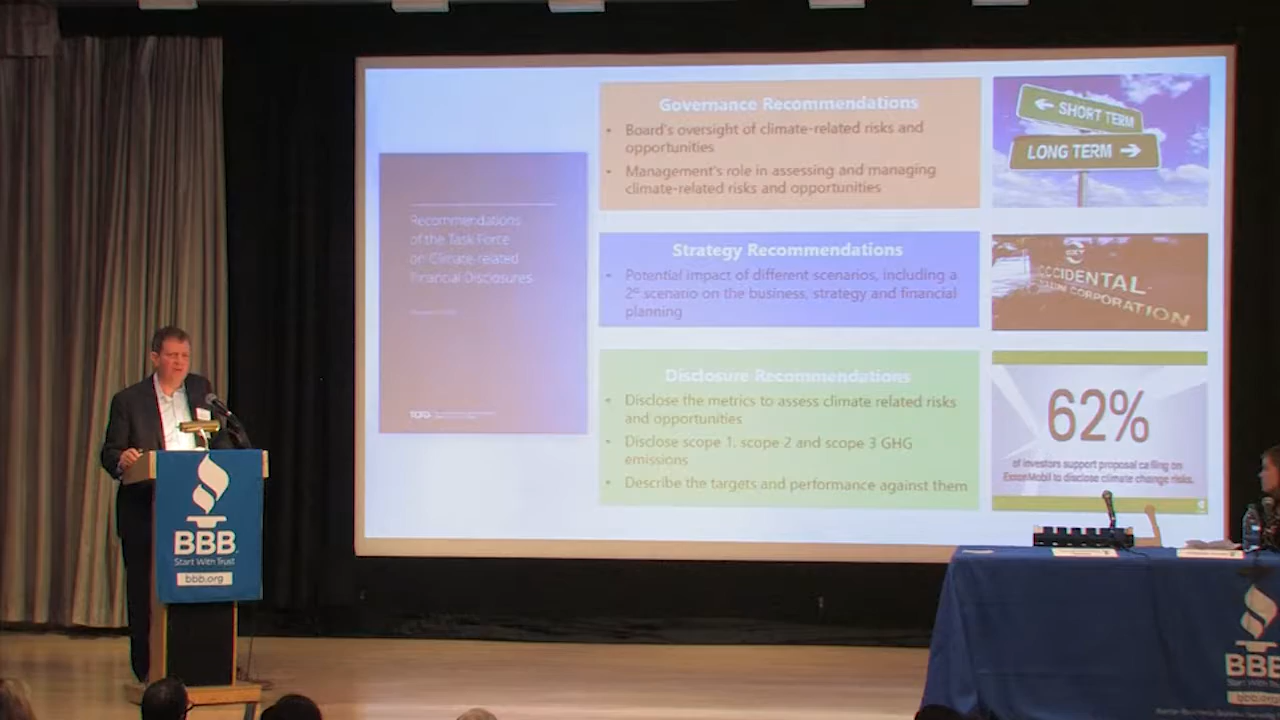 Recommendations
of the Task Force
on Climate-related
Financial Disclosures
Governance Recommendations
• Board's oversight of climate-related risks and
opportunities
• Management's role in assessing and managing
climate-related risks and opportunities
Strategy Recommendations
• Potential impact of different scenarios, including a
2° scenario on the business, strategy and financial
planning
Disclosure Recommendations
• Disclose the metrics to assess climate related risks
and opportunities
• Disclose scope 1, scope 2 and scope 3 GHG
emissions
• Describe the targets and performance against them
← SHORT TERM
LONG TERM →
OXY
CCIDENTAL
CORPORATION
62%
of investors support proposal calling on
ExxonMobil to disclose climate change risks.
BBB
Start With Trust
bbb.org
BBB
bbb.org